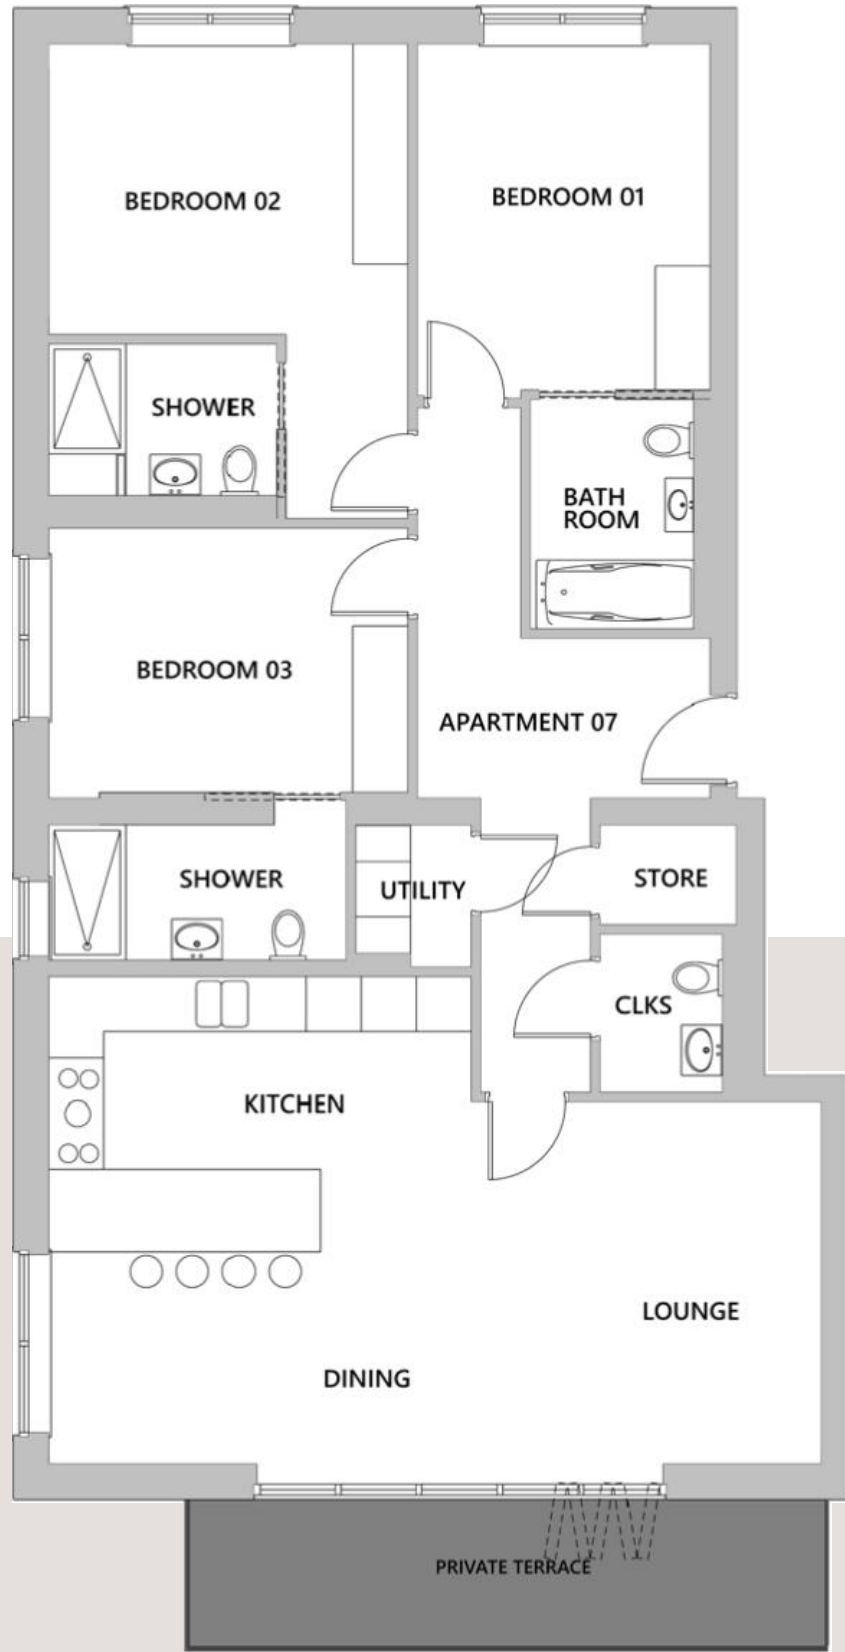 BEDROOM 02
BEDROOM 01
SHOWER
BATH
ROOM
BEDROOM 03
APARTMENT 07
SHOWER
UTILITY
STORE
CLKS
KITCHEN
LOUNGE
DINING
PRIVATE TERRACE